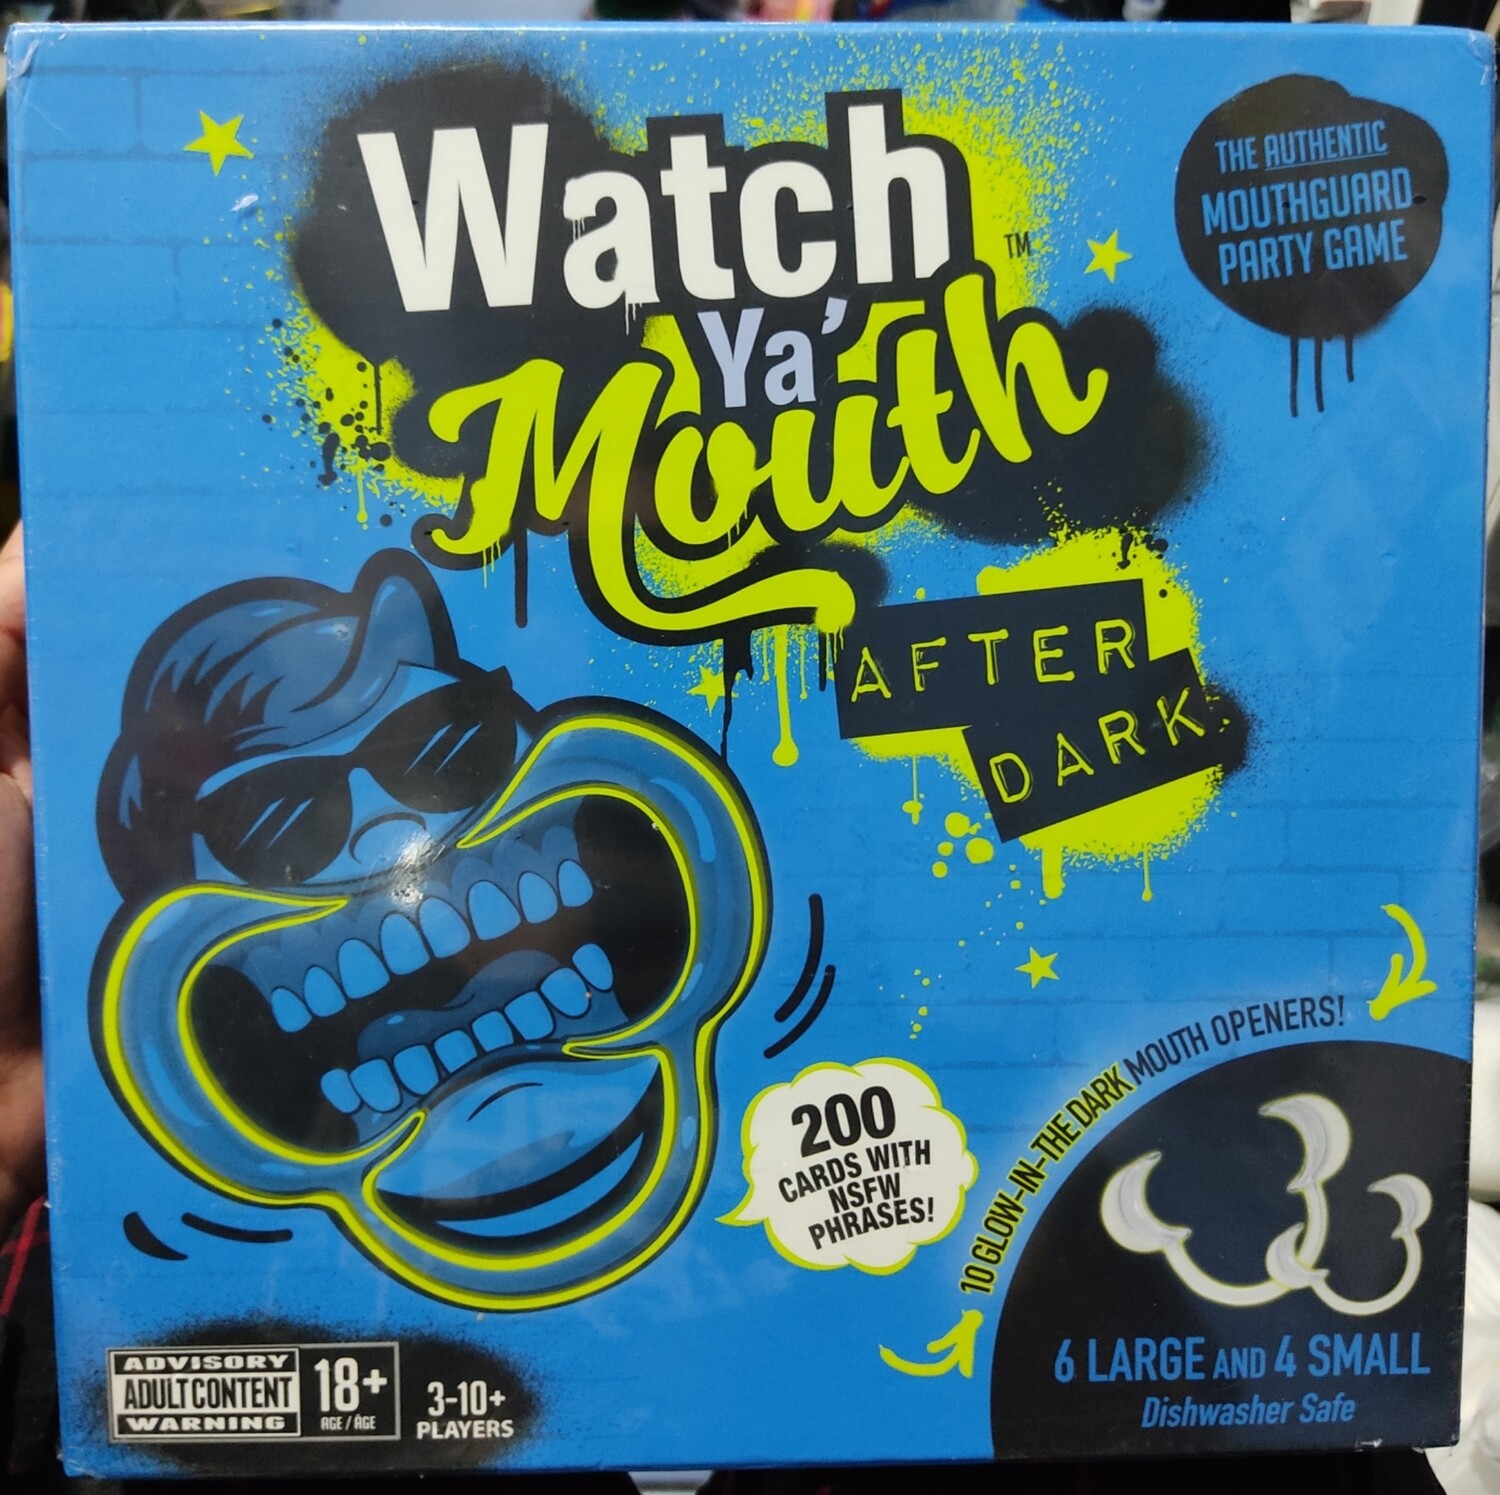 Watch
Ya'
Mouth
TM
THE AUTHENTIC
MOUTHGUARD
PARTY GAME
AFTER
DARK
200
CARDS WITH
NSFW
PHRASES!
10 GLOW-IN-THE DARK MOUTH OPENERS!
6 LARGE AND 4 SMALL
Dishwasher Safe
ADVISORY
ADULT CONTENT
WARNING
18+
AGE / ÂGE
3-10+
PLAYERS